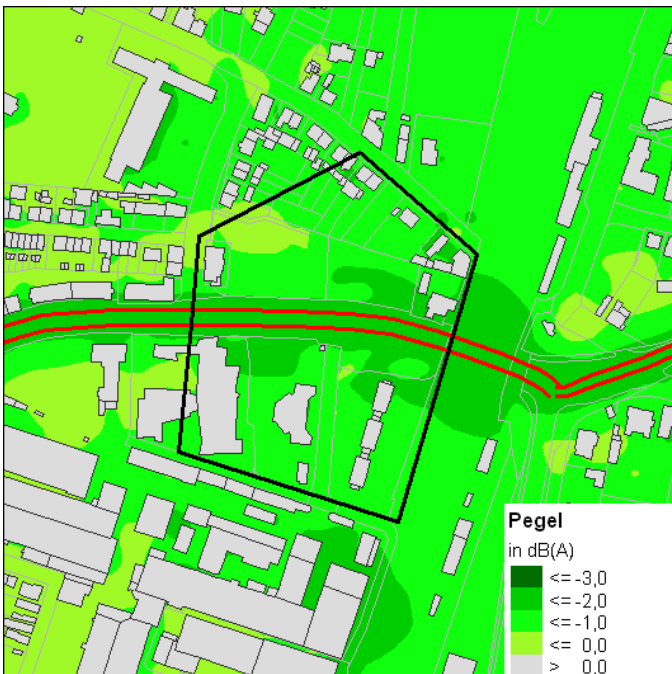 Pegel
in dB(A)
<= -3,0
<= -2,0
<= -1,0
<= 0,0
> 0,0